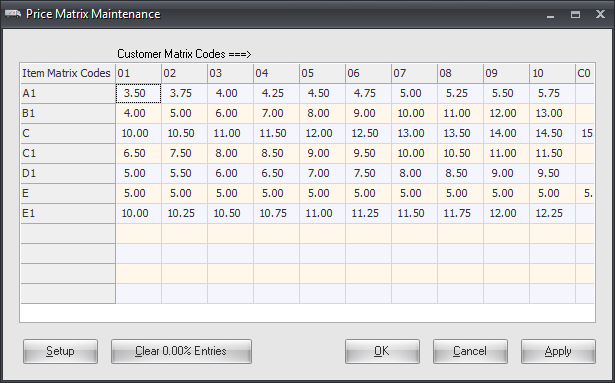 Price Matrix Maintenance
Customer Matrix Codes ===>
Item Matrix Codes 01 02 03 04 05 06 07 08 09 10 C0
A1 3.50 3.75 4.00 4.25 4.50 4.75 5.00 5.25 5.50 5.75
B1 4.00 5.00 6.00 7.00 8.00 9.00 10.00 11.00 12.00 13.00
C 10.00 10.50 11.00 11.50 12.00 12.50 13.00 13.50 14.00 14.50 15
C1 6.50 7.50 8.00 8.50 9.00 9.50 10.00 10.50 11.00 11.50
D1 5.00 5.50 6.00 6.50 7.00 7.50 8.00 8.50 9.00 9.50
E 5.00 5.00 5.00 5.00 5.00 5.00 5.00 5.00 5.00 5.00 5.
E1 10.00 10.25 10.50 10.75 11.00 11.25 11.50 11.75 12.00 12.25
Setup Clear 0.00% Entries OK Cancel Apply